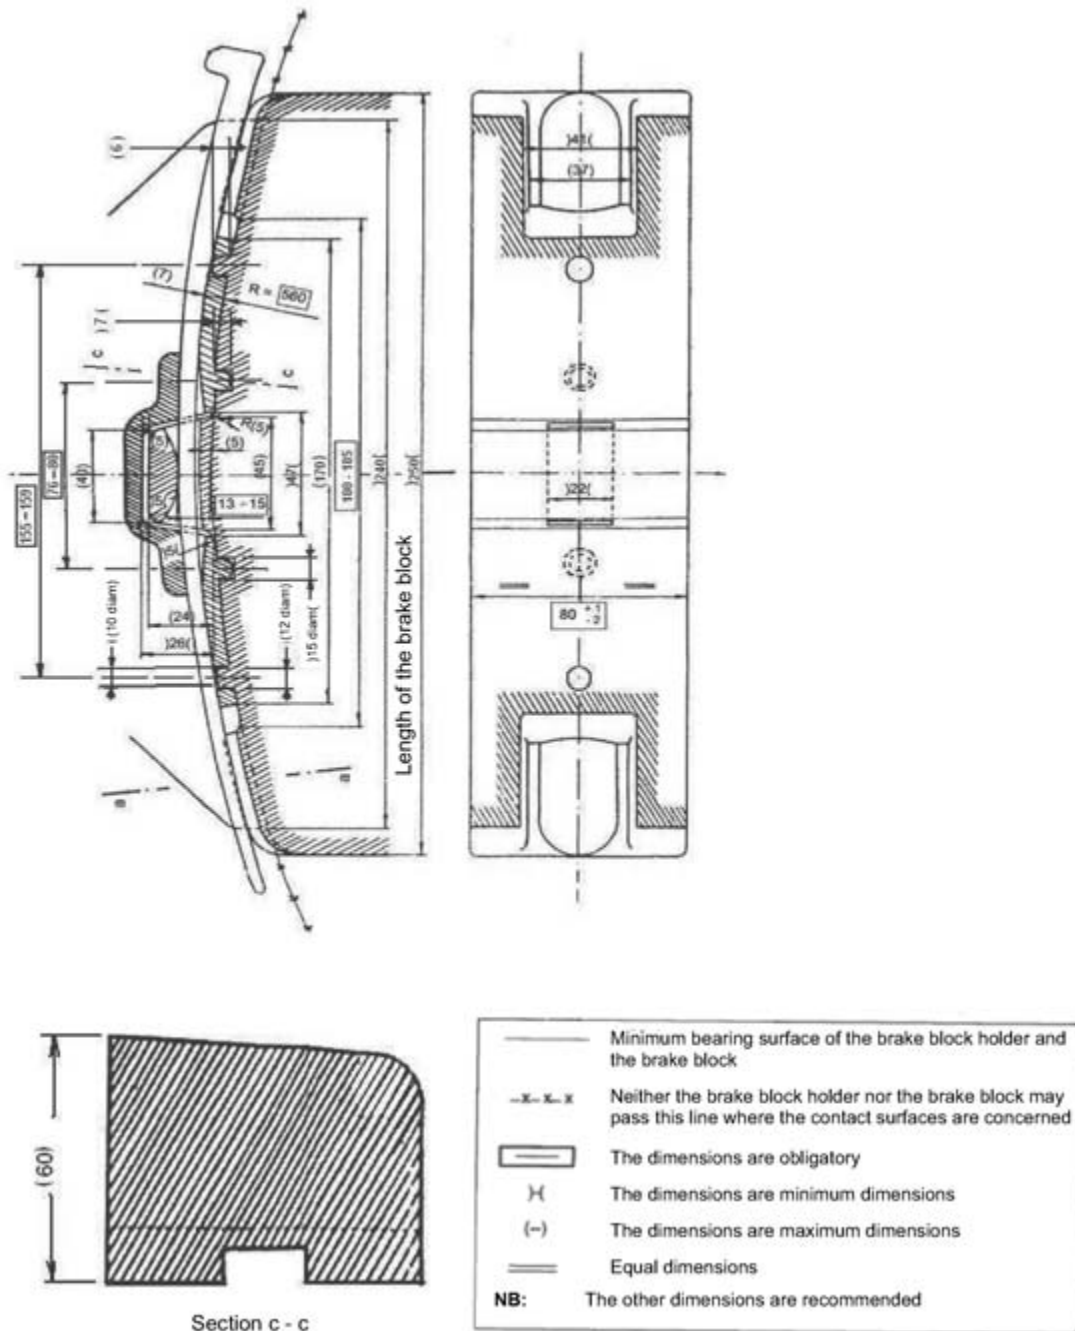 (6)
)41(
(37)
(7)
R = 560
)7(
c
c
R(5)
(5)
(5)
155-159
76-80
(40)
(45)
)47(
(170)
180-185
)240(
)250(
13 - 15
)22(
)5(
80 +1 -2
(24)
)26(
i (10 diam)
i (12 diam)
)15 diam(
Length of the brake block
B
B
(60)
Section c - c
Minimum bearing surface of the brake block holder and
the brake block
-x-x-x Neither the brake block holder nor the brake block may
pass this line where the contact surfaces are concerned
The dimensions are obligatory
)-( The dimensions are minimum dimensions
(-) The dimensions are maximum dimensions
Equal dimensions
NB: The other dimensions are recommended